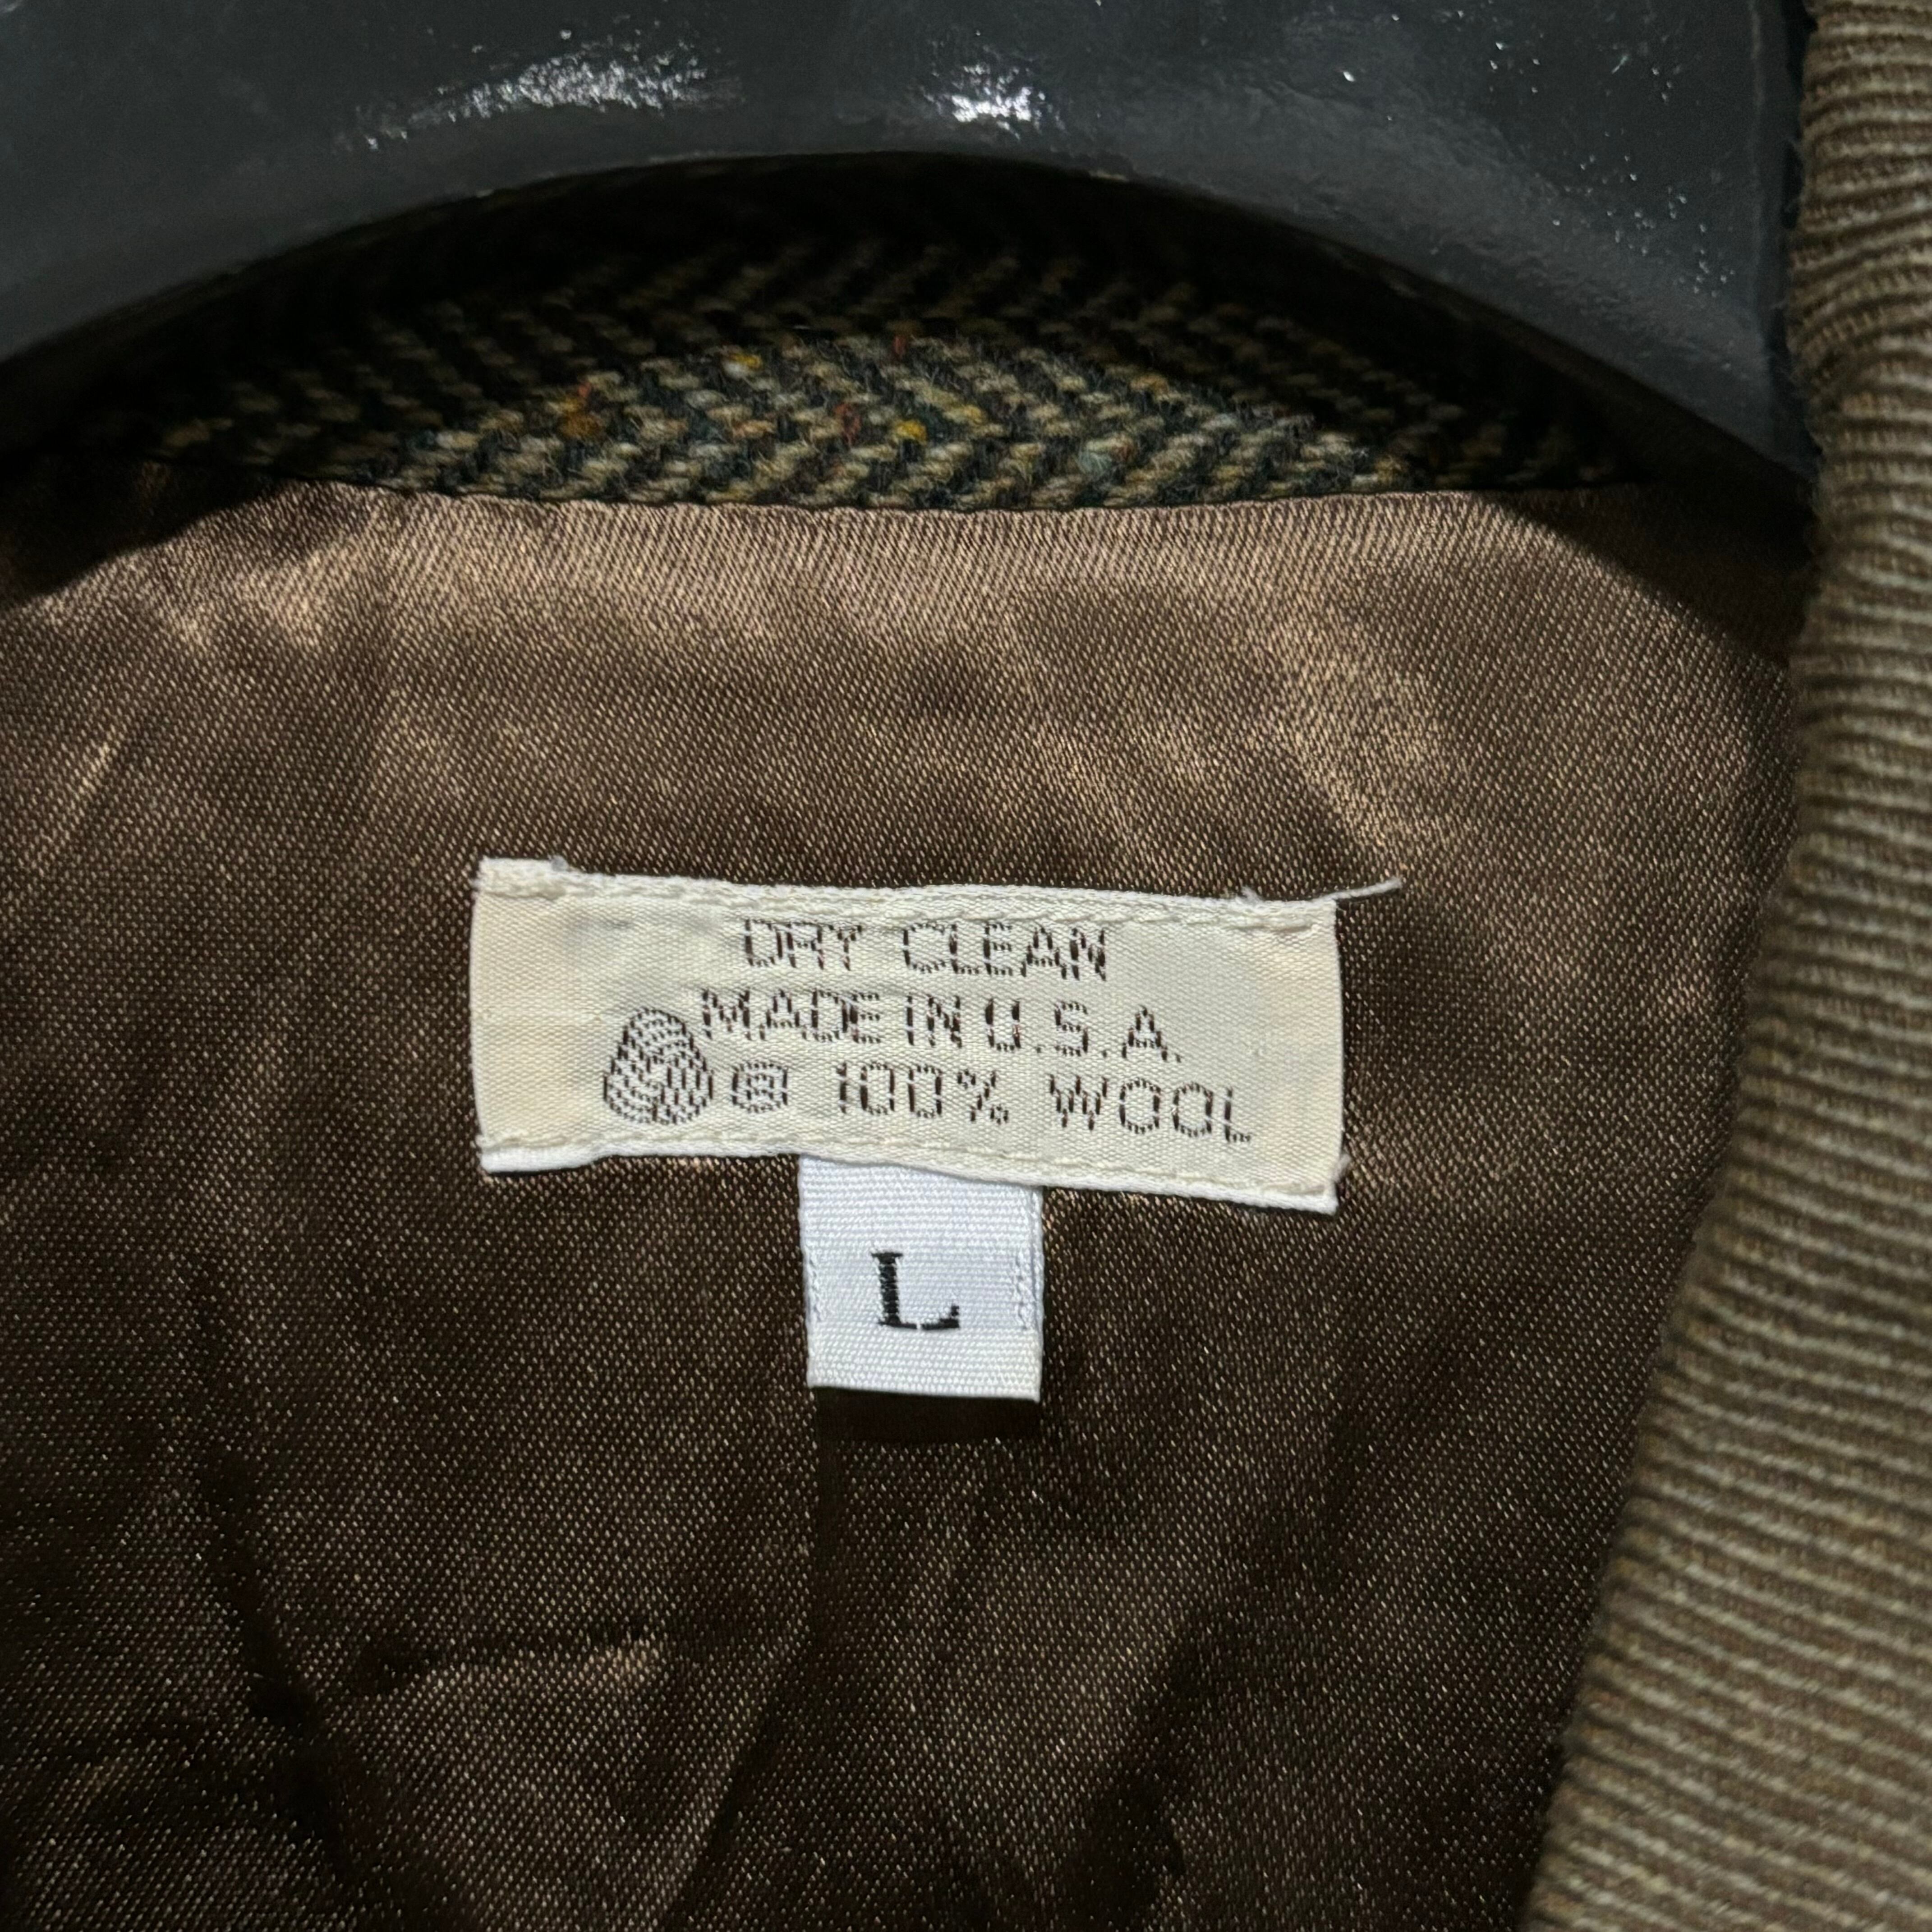 DRY CLEAN
MADE IN U.S.A.
® 100% WOOL
L